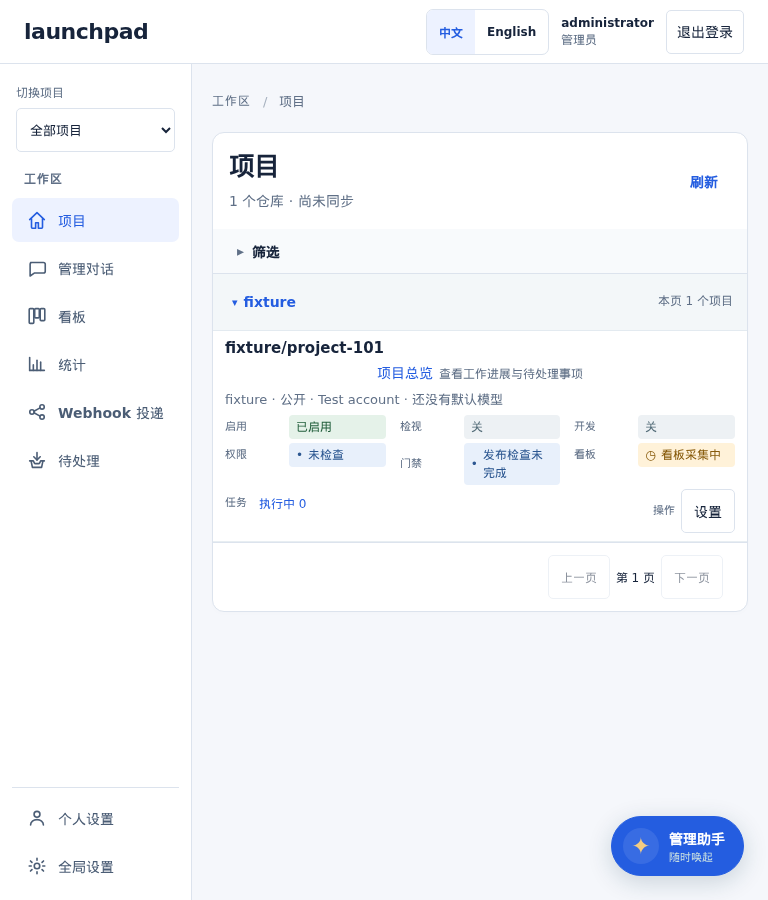 launchpad
中文
English
administrator
管理员
退出登录
切换项目
全部项目
工作区
项目
管理对话
看板
统计
Webhook 投递
待处理
个人设置
全局设置
工作区 / 项目
项目
1 个仓库 · 尚未同步
刷新
▸ 筛选
▾ fixture
本页 1 个项目
fixture/project-101
项目总览 查看工作进展与待处理事项
fixture · 公开 · Test account · 还没有默认模型
启用 已启用 检视 关 开发 关
权限 • 未检查 门禁 • 发布检查未
完成
看板 ◷ 看板采集中
任务 执行中 0
操作 设置
上一页 第 1 页 下一页
管理助手
随时唤起